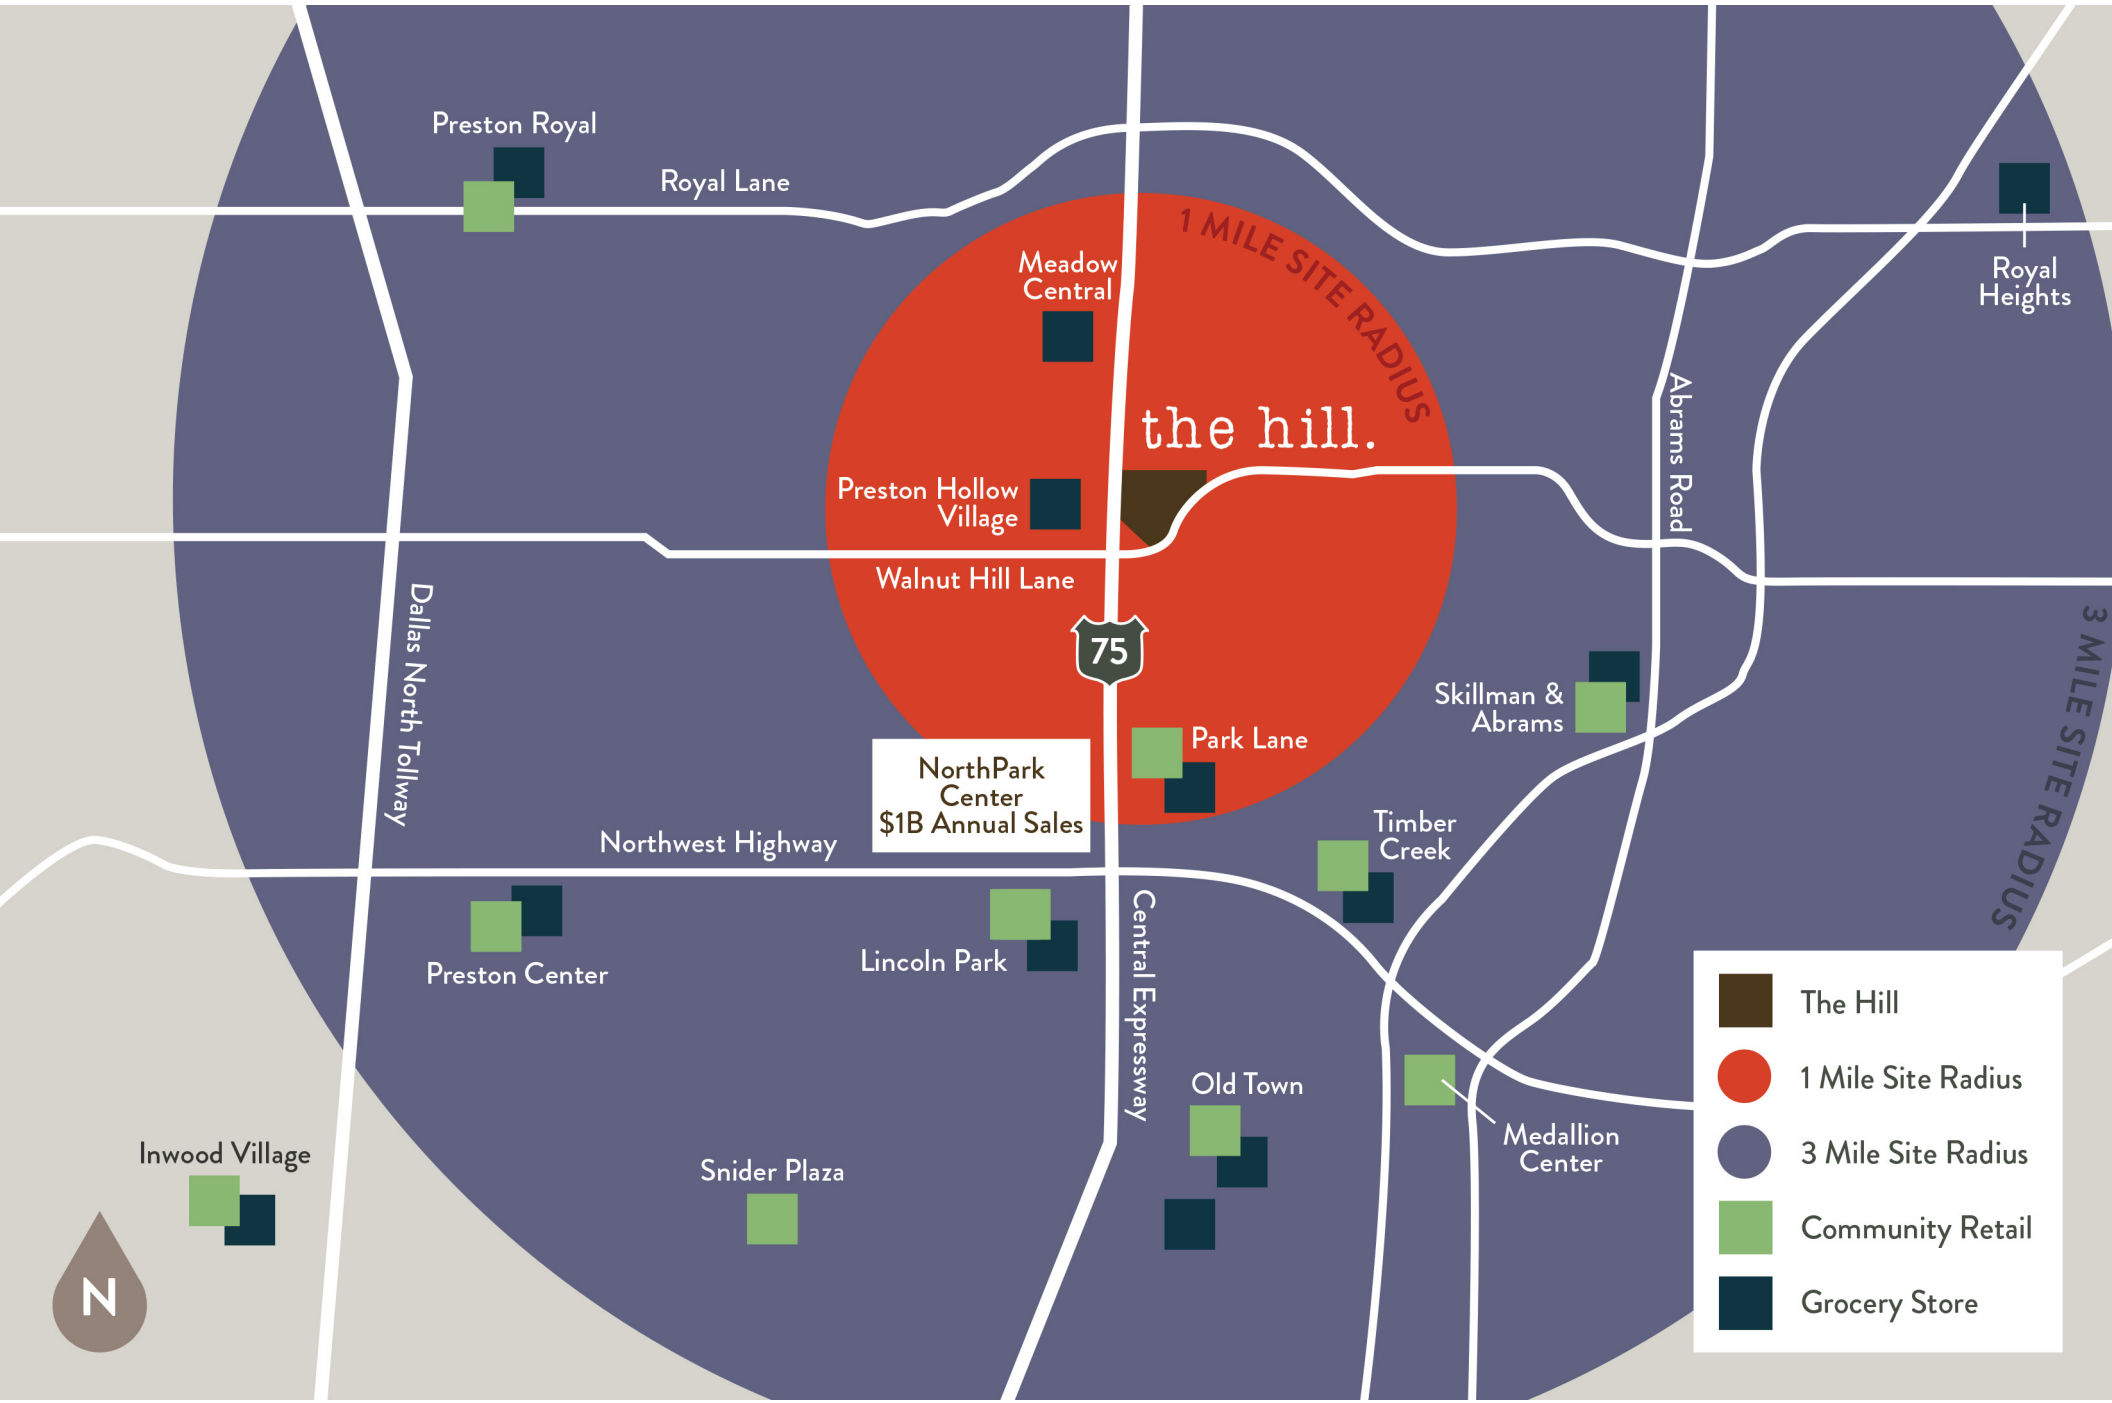 Preston Royal
Royal Lane
1 MILE SITE RADIUS
Meadow
Central
Royal
Heights
the hill.
Abrams Road
Preston Hollow
Village
Walnut Hill Lane
Dallas North Tollway
75
3 MILE SITE RADIUS
Skillman &
Abrams
Park Lane
NorthPark
Center
$1B Annual Sales
Northwest Highway
Timber
Creek
Central Expressway
Lincoln Park
Preston Center
Old Town
Medallion
Center
Inwood Village
Snider Plaza
N
The Hill
1 Mile Site Radius
3 Mile Site Radius
Community Retail
Grocery Store